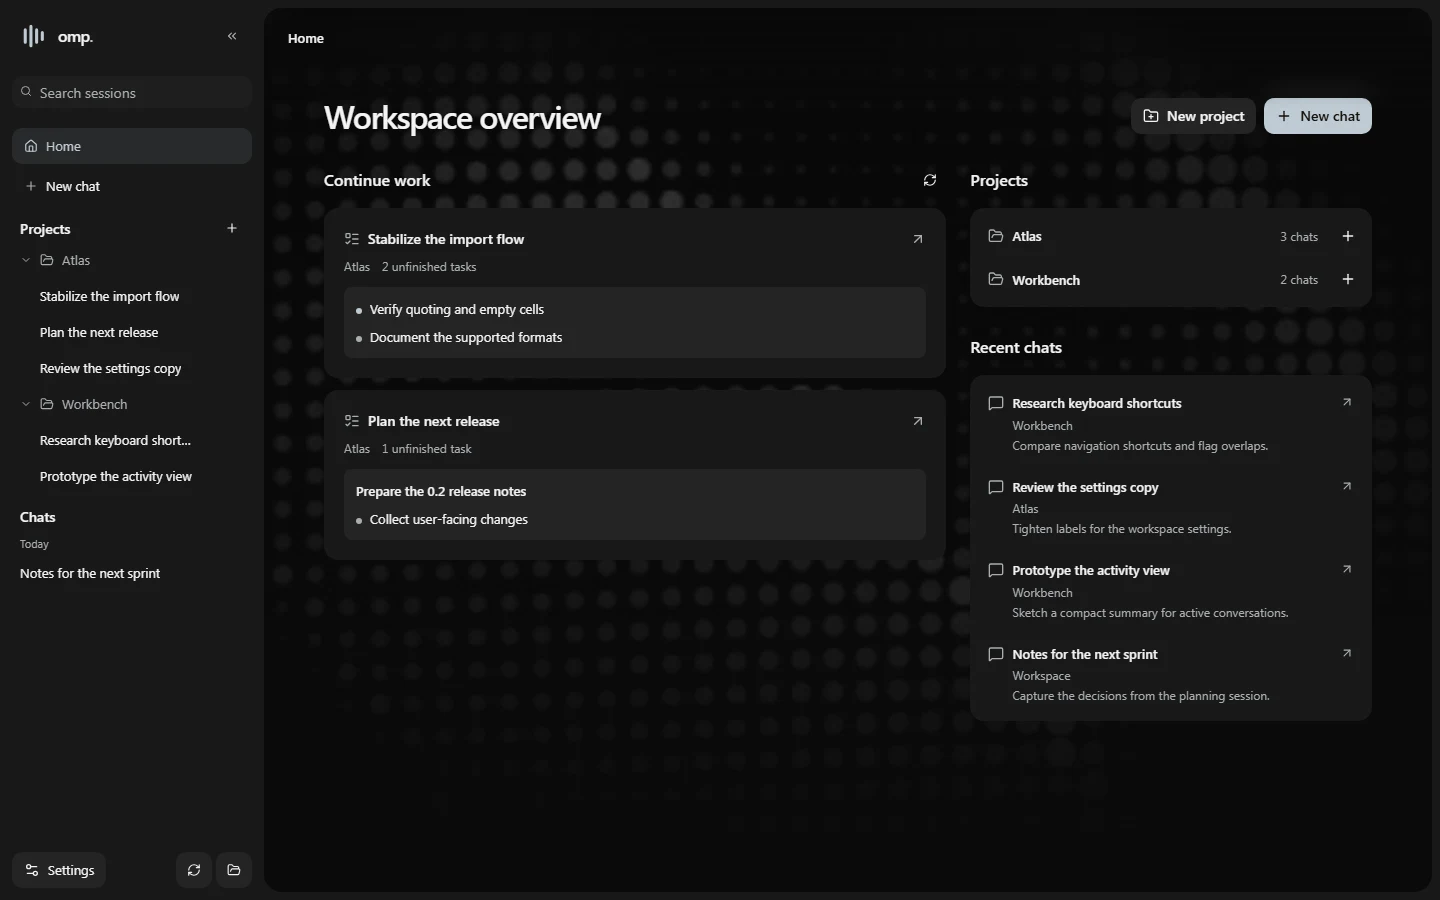 omp.
Search sessions
Home
New chat
Projects
Atlas
Stabilize the import flow
Plan the next release
Review the settings copy
Workbench
Research keyboard short...
Prototype the activity view
Chats
Today
Notes for the next sprint
Settings
Home
Workspace overview
New project
New chat
Continue work
Stabilize the import flow
Atlas 2 unfinished tasks
Verify quoting and empty cells
Document the supported formats
Plan the next release
Atlas 1 unfinished task
Prepare the 0.2 release notes
Collect user-facing changes
Projects
Atlas 3 chats
Workbench 2 chats
Recent chats
Research keyboard shortcuts
Workbench
Compare navigation shortcuts and flag overlaps.
Review the settings copy
Atlas
Tighten labels for the workspace settings.
Prototype the activity view
Workbench
Sketch a compact summary for active conversations.
Notes for the next sprint
Workspace
Capture the decisions from the planning session.